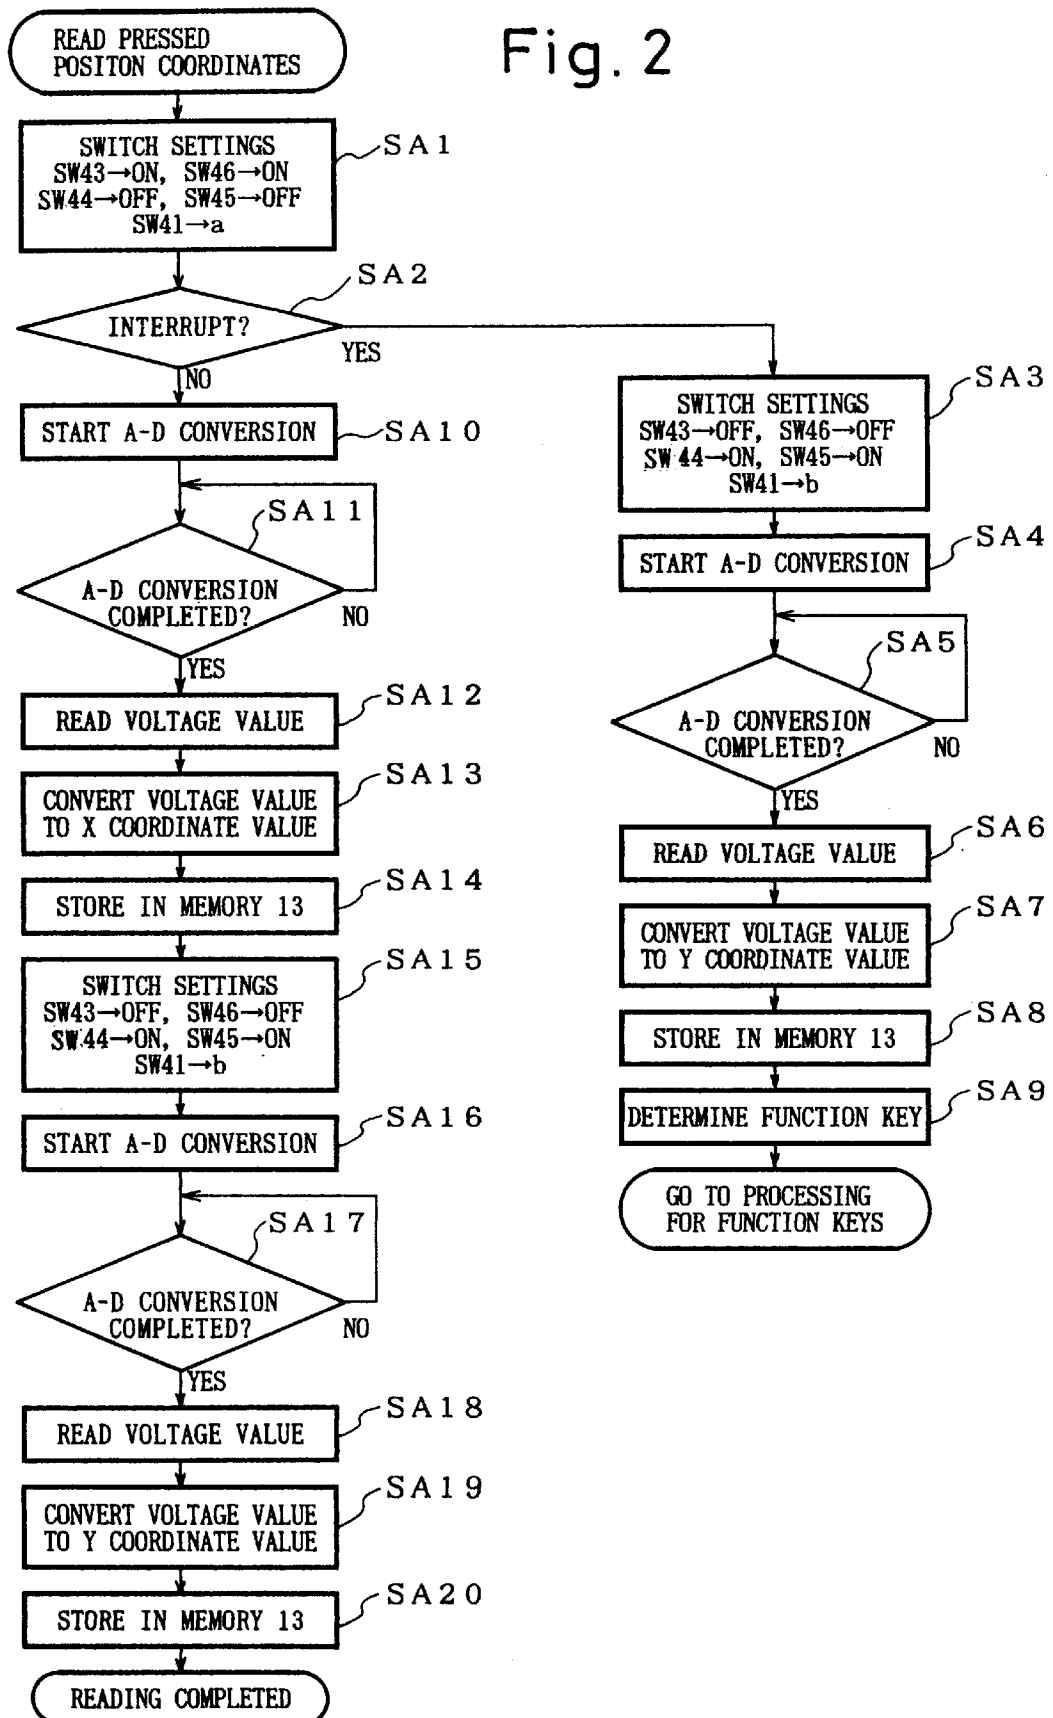 Fig. 2
READ PRESSED
POSITON COORDINATES
SWITCH SETTINGS
SW43→ON, SW46→ON
SW44→OFF, SW45→OFF
SW41→a
SA1
INTERRUPT?
SA2
YES
NO
START A-D CONVERSION
SA10
SA11
A-D CONVERSION
COMPLETED?
NO
YES
READ VOLTAGE VALUE
SA12
CONVERT VOLTAGE VALUE
TO X COORDINATE VALUE
SA13
STORE IN MEMORY 13
SA14
SWITCH SETTINGS
SW43→OFF, SW46→OFF
SW44→ON, SW45→ON
SW41→b
SA15
START A-D CONVERSION
SA16
SA17
A-D CONVERSION
COMPLETED?
NO
YES
READ VOLTAGE VALUE
SA18
CONVERT VOLTAGE VALUE
TO Y COORDINATE VALUE
SA19
STORE IN MEMORY 13
SA20
READING COMPLETED
SWITCH SETTINGS
SW43→OFF, SW46→OFF
SW44→ON, SW45→ON
SW41→b
SA3
START A-D CONVERSION
SA4
SA5
A-D CONVERSION
COMPLETED?
NO
YES
READ VOLTAGE VALUE
SA6
CONVERT VOLTAGE VALUE
TO Y COORDINATE VALUE
SA7
STORE IN MEMORY 13
SA8
DETERMINE FUNCTION KEY
SA9
GO TO PROCESSING
FOR FUNCTION KEYS